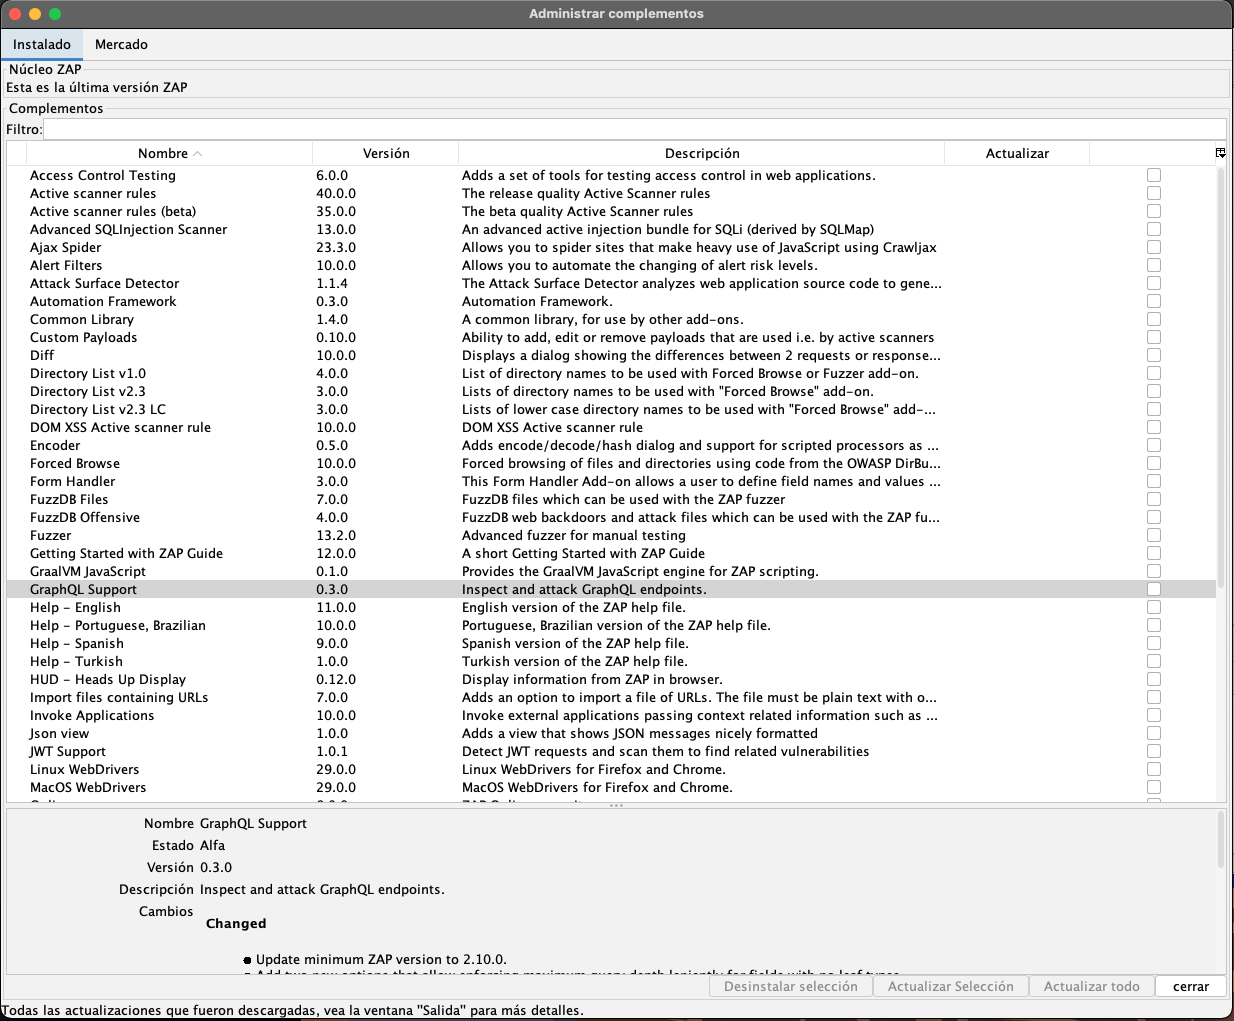 Administrar complementos
Instalado Mercado
Núcleo ZAP
Esta es la última versión ZAP
Complementos
Filtro:
Nombre Versión Descripción Actualizar
Access Control Testing 6.0.0 Adds a set of tools for testing access control in web applications.
Active scanner rules 40.0.0 The release quality Active Scanner rules
Active scanner rules (beta) 35.0.0 The beta quality Active Scanner rules
Advanced SQLInjection Scanner 13.0.0 An advanced active injection bundle for SQLi (derived by SQLMap)
Ajax Spider 23.3.0 Allows you to spider sites that make heavy use of JavaScript using Crawljax
Alert Filters 10.0.0 Allows you to automate the changing of alert risk levels.
Attack Surface Detector 1.1.4 The Attack Surface Detector analyzes web application source code to gene...
Automation Framework 0.3.0 Automation Framework.
Common Library 1.4.0 A common library, for use by other add-ons.
Custom Payloads 0.10.0 Ability to add, edit or remove payloads that are used i.e. by active scanners
Diff 10.0.0 Displays a dialog showing the differences between 2 requests or response...
Directory List v1.0 4.0.0 List of directory names to be used with Forced Browse or Fuzzer add-on.
Directory List v2.3 3.0.0 Lists of directory names to be used with "Forced Browse" add-on.
Directory List v2.3 LC 3.0.0 Lists of lower case directory names to be used with "Forced Browse" add-...
DOM XSS Active scanner rule 10.0.0 DOM XSS Active scanner rule
Encoder 0.5.0 Adds encode/decode/hash dialog and support for scripted processors as ...
Forced Browse 10.0.0 Forced browsing of files and directories using code from the OWASP DirBu...
Form Handler 3.0.0 This Form Handler Add-on allows a user to define field names and values ...
FuzzDB Files 7.0.0 FuzzDB files which can be used with the ZAP fuzzer
FuzzDB Offensive 4.0.0 FuzzDB web backdoors and attack files which can be used with the ZAP fu...
Fuzzer 13.2.0 Advanced fuzzer for manual testing
Getting Started with ZAP Guide 12.0.0 A short Getting Started with ZAP Guide
GraalVM JavaScript 0.1.0 Provides the GraalVM JavaScript engine for ZAP scripting.
GraphQL Support 0.3.0 Inspect and attack GraphQL endpoints.
Help - English 11.0.0 English version of the ZAP help file.
Help - Portuguese, Brazilian 10.0.0 Portuguese, Brazilian version of the ZAP help file.
Help - Spanish 9.0.0 Spanish version of the ZAP help file.
Help - Turkish 1.0.0 Turkish version of the ZAP help file.
HUD - Heads Up Display 0.12.0 Display information from ZAP in browser.
Import files containing URLs 7.0.0 Adds an option to import a file of URLs. The file must be plain text with o...
Invoke Applications 10.0.0 Invoke external applications passing context related information such as ...
Json view 1.0.0 Adds a view that shows JSON messages nicely formatted
JWT Support 1.0.1 Detect JWT requests and scan them to find related vulnerabilities
Linux WebDrivers 29.0.0 Linux WebDrivers for Firefox and Chrome.
MacOS WebDrivers 29.0.0 MacOS WebDrivers for Firefox and Chrome.
Nombre GraphQL Support
Estado Alfa
Versión 0.3.0
Descripción Inspect and attack GraphQL endpoints.
Cambios
Changed
● Update minimum ZAP version to 2.10.0.
Desinstalar selección Actualizar Selección Actualizar todo cerrar
Todas las actualizaciones que fueron descargadas, vea la ventana "Salida" para más detalles.